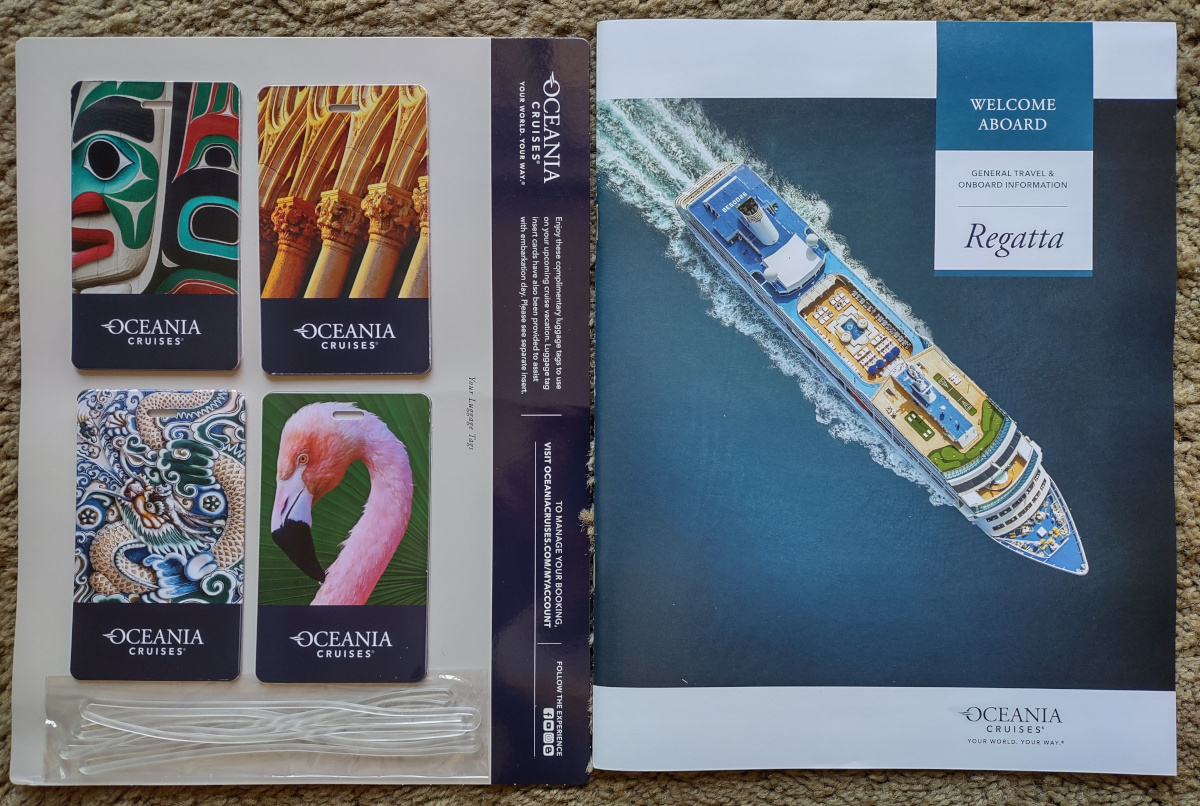 OCEANIA
CRUISES®
OCEANIA
CRUISES®
OCEANIA
CRUISES®
OCEANIA
CRUISES®
Your Luggage Tags
OCEANIA
CRUISES®
YOUR WORLD. YOUR WAY.®
Enjoy these complimentary luggage tags to use
on your upcoming cruise vacation. Luggage tag
insert cards have also been provided to assist
with embarkation day. Please see separate insert.
TO MANAGE YOUR BOOKING,
VISIT OCEANIACRUISES.COM/MYACCOUNT
FOLLOW THE EXPERIENCE
WELCOME
ABOARD
GENERAL TRAVEL &
ONBOARD INFORMATION
Regatta
OCEANIA
CRUISES®
YOUR WORLD. YOUR WAY.®